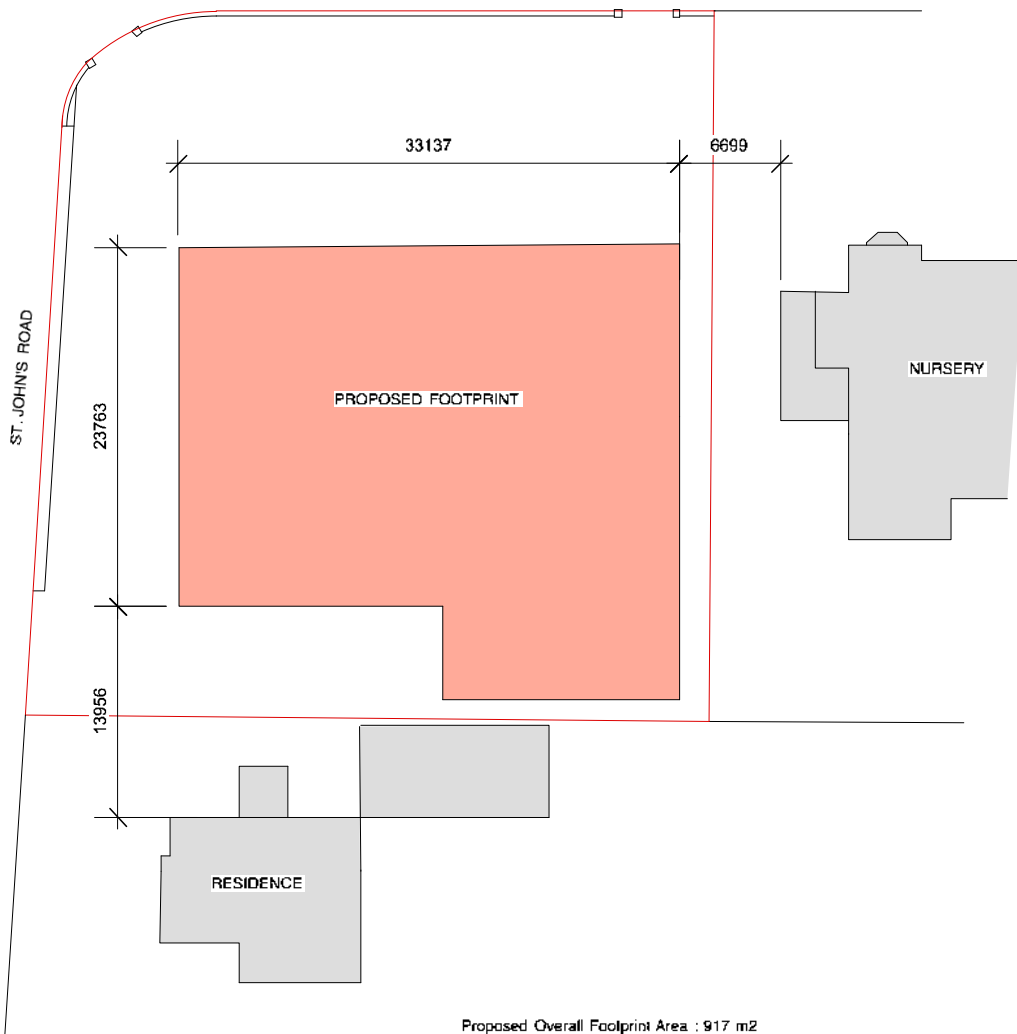 33137
6699
ST. JOHN'S ROAD
23763
PROPOSED FOOTPRINT
NURSERY
13956
RESIDENCE
Proposed Overall Footprint Area : 917 m2